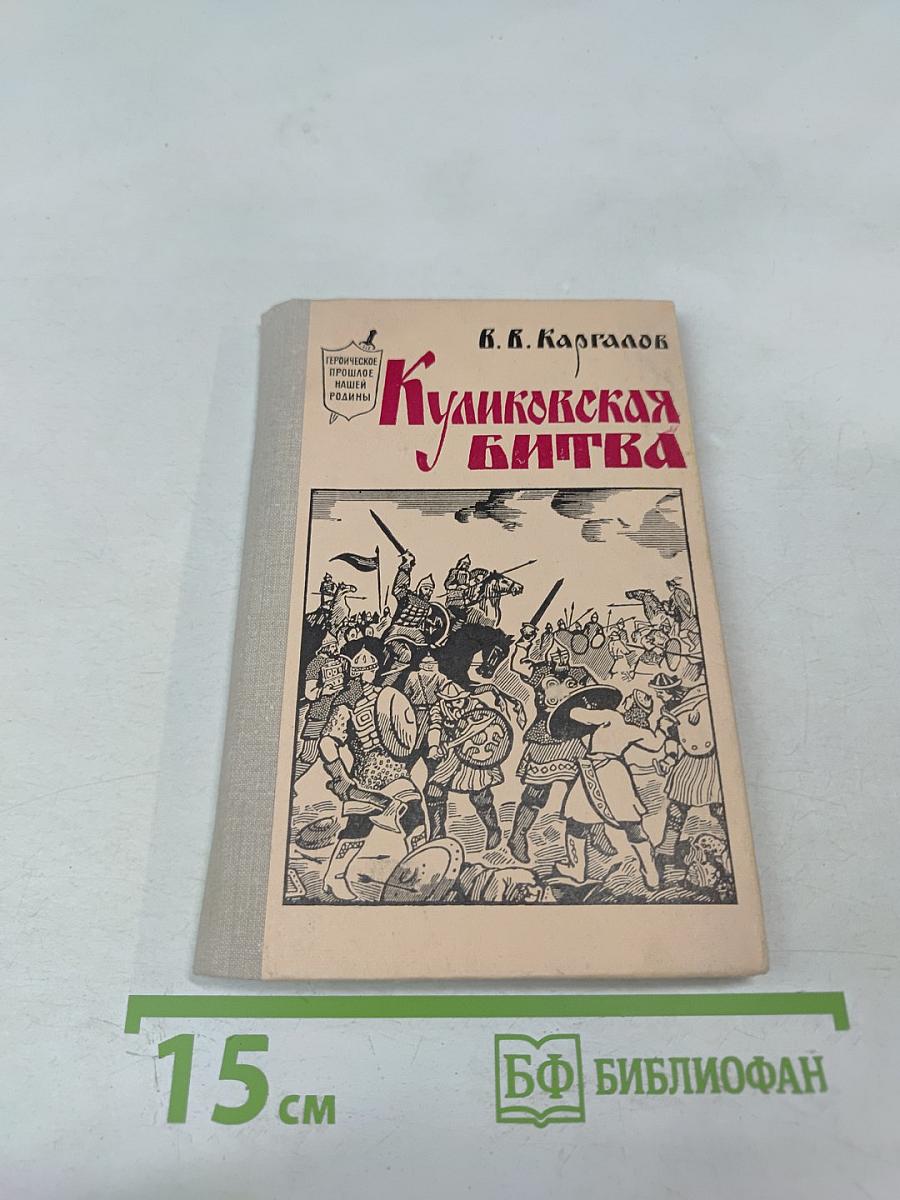 В. В. Каргалов
ГЕРОИЧЕСКОЕ
ПРОШЛОЕ
НАШЕЙ
РОДИНЫ
Куликовская
битва
15 см
БФ БИБЛИОФАН